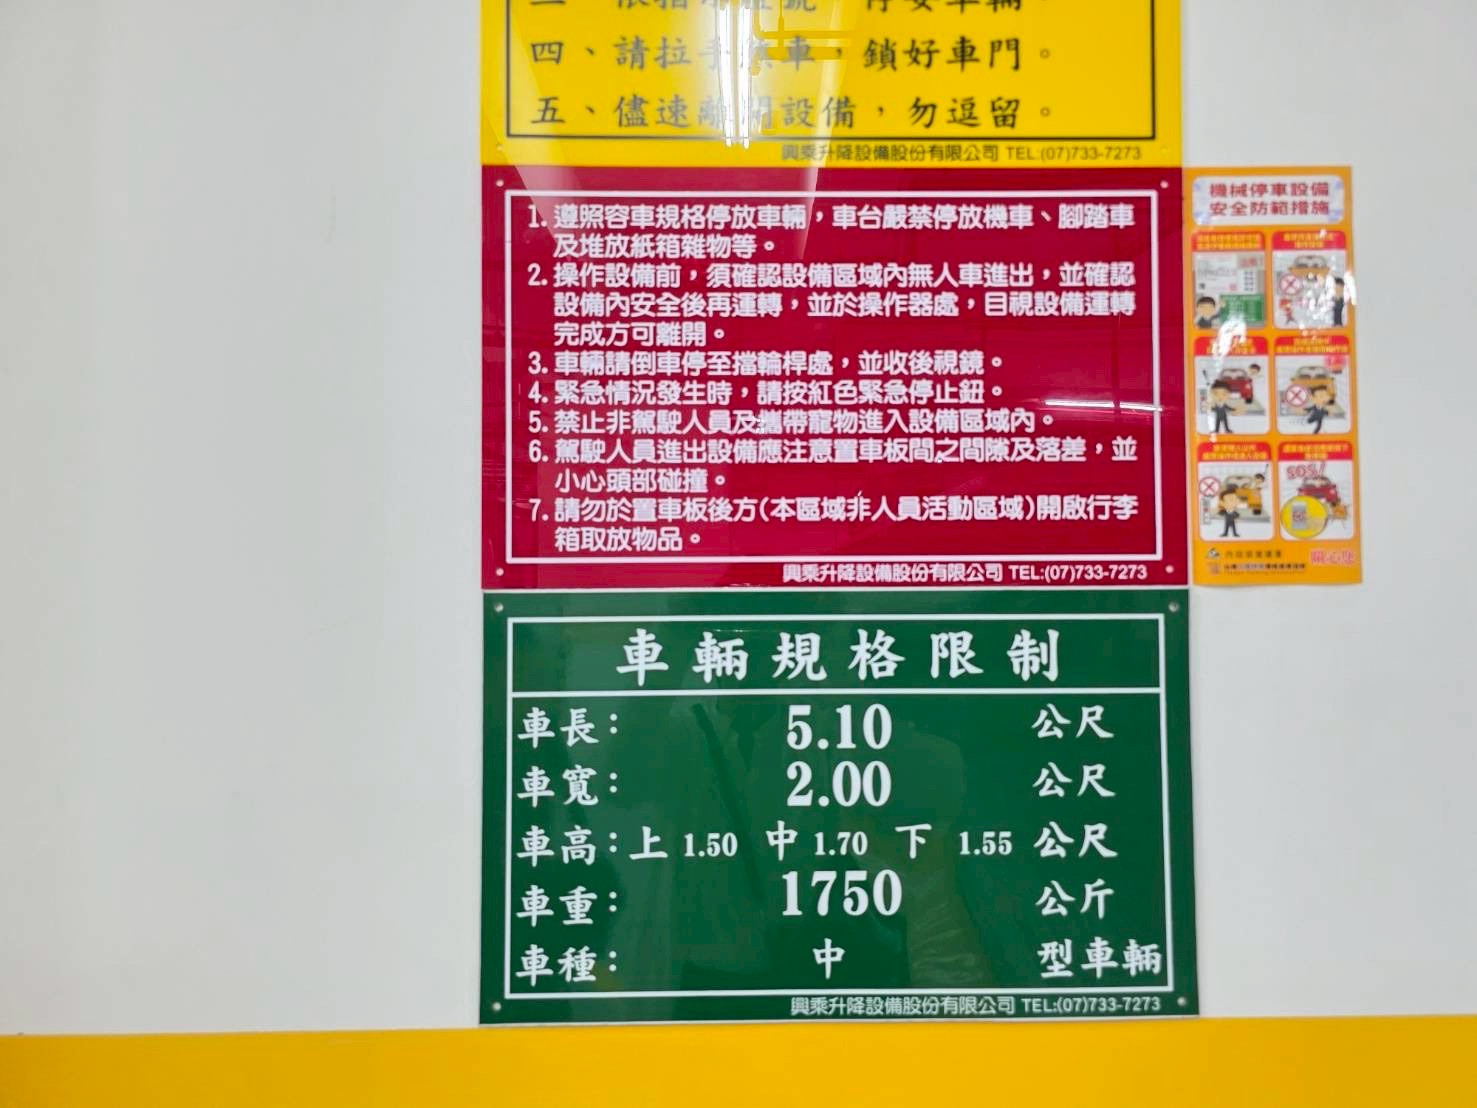 四、請拉手煞車，鎖好車門。
五、儘速離開設備，勿逗留。
興乘升降設備股份有限公司 TEL:(07)733-7273
1. 遵照容車規格停放車輛，車台嚴禁停放機車、腳踏車
及堆放紙箱雜物等。
2. 操作設備前，須確認設備區域內無人車進出，並確認
設備內安全後再運轉，並於操作器處，目視設備運轉
完成方可離開。
3. 車輛請倒車停至擋輪桿處，並收後視鏡。
4. 緊急情況發生時，請按紅色緊急停止鈕。
5. 禁止非駕駛人員及攜帶寵物進入設備區域內。
6. 駕駛人員進出設備應注意置車板間之間隙及落差，並
小心頭部碰撞。
7. 請勿於置車板後方(本區域非人員活動區域)開啟行李
箱取放物品。
興乘升降設備股份有限公司 TEL:(07)733-7273
機械停車設備
安全防範措施
SOS!
關心您
車輛規格限制
車長： 5.10 公尺
車寬： 2.00 公尺
車高：上 1.50 中 1.70 下 1.55 公尺
車重： 1750 公斤
車種： 中 型車輛
興乘升降設備股份有限公司 TEL:(07)733-7273